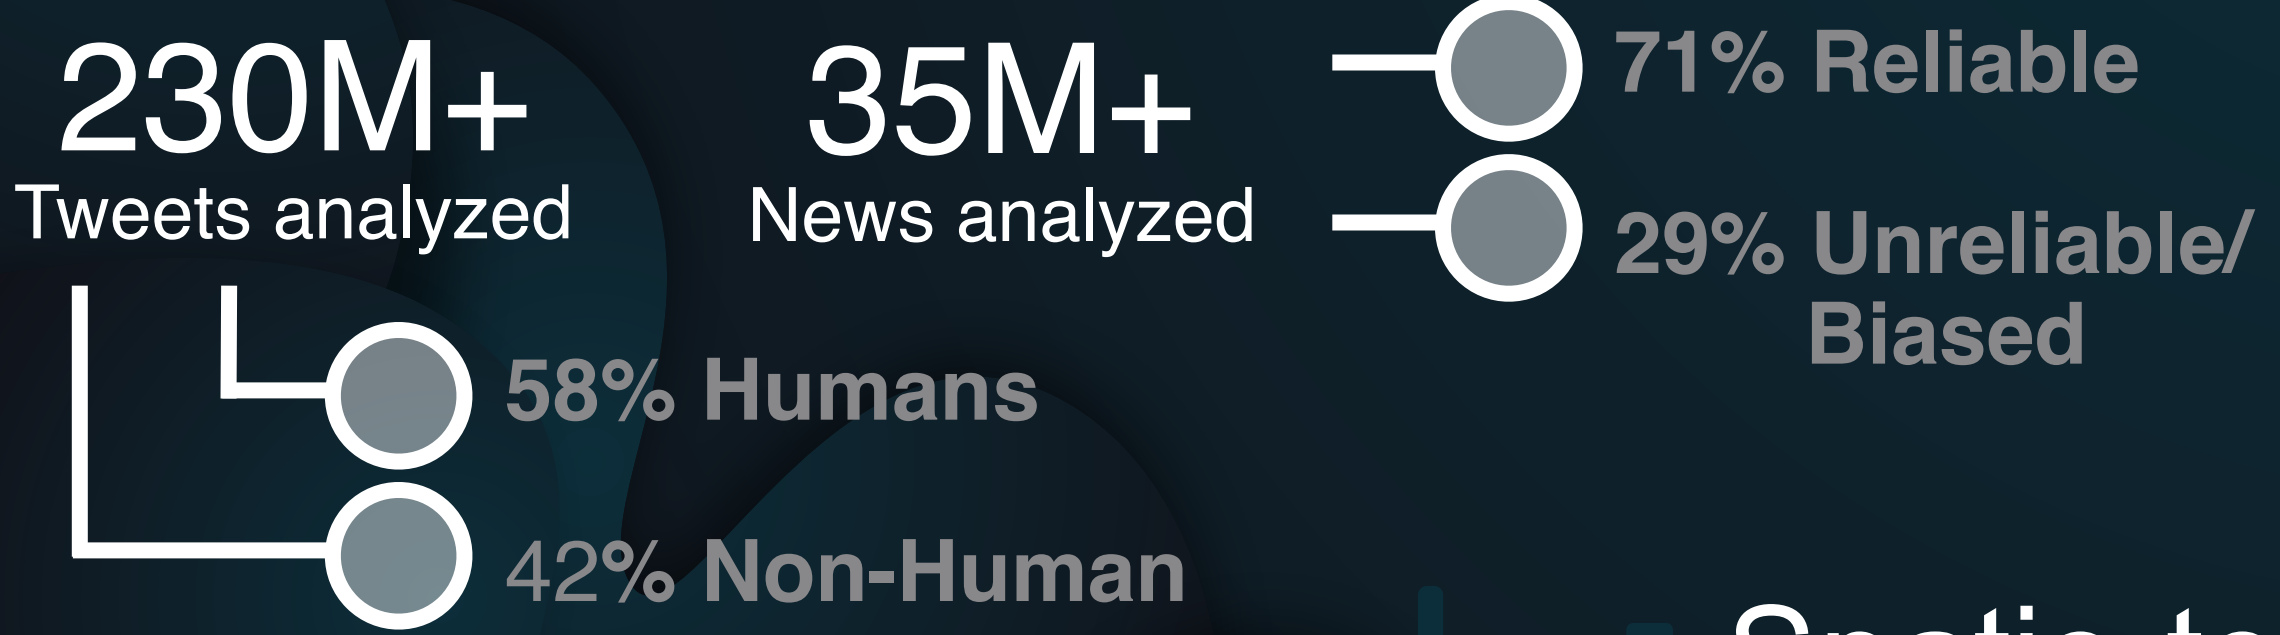 230M+
Tweets analyzed
58% Humans
42% Non-Human
35M+
News analyzed
71% Reliable
29% Unreliable/
Biased